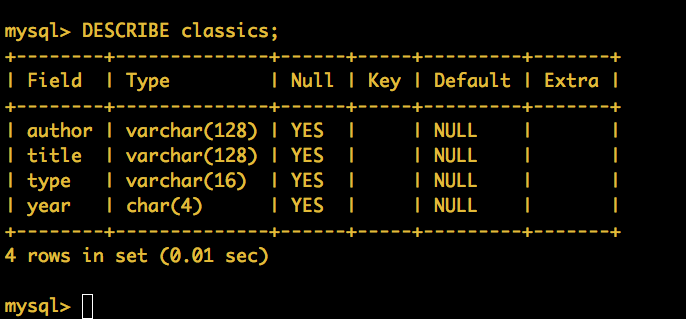 mysql> DESCRIBE classics;
+--------+--------------+------+-----+---------+-------+
| Field  | Type         | Null | Key | Default | Extra |
+--------+--------------+------+-----+---------+-------+
| author | varchar(128) | YES  |     | NULL    |       |
| title  | varchar(128) | YES  |     | NULL    |       |
| type   | varchar(16)  | YES  |     | NULL    |       |
| year   | char(4)      | YES  |     | NULL    |       |
+--------+--------------+------+-----+---------+-------+
4 rows in set (0.01 sec)
mysql>